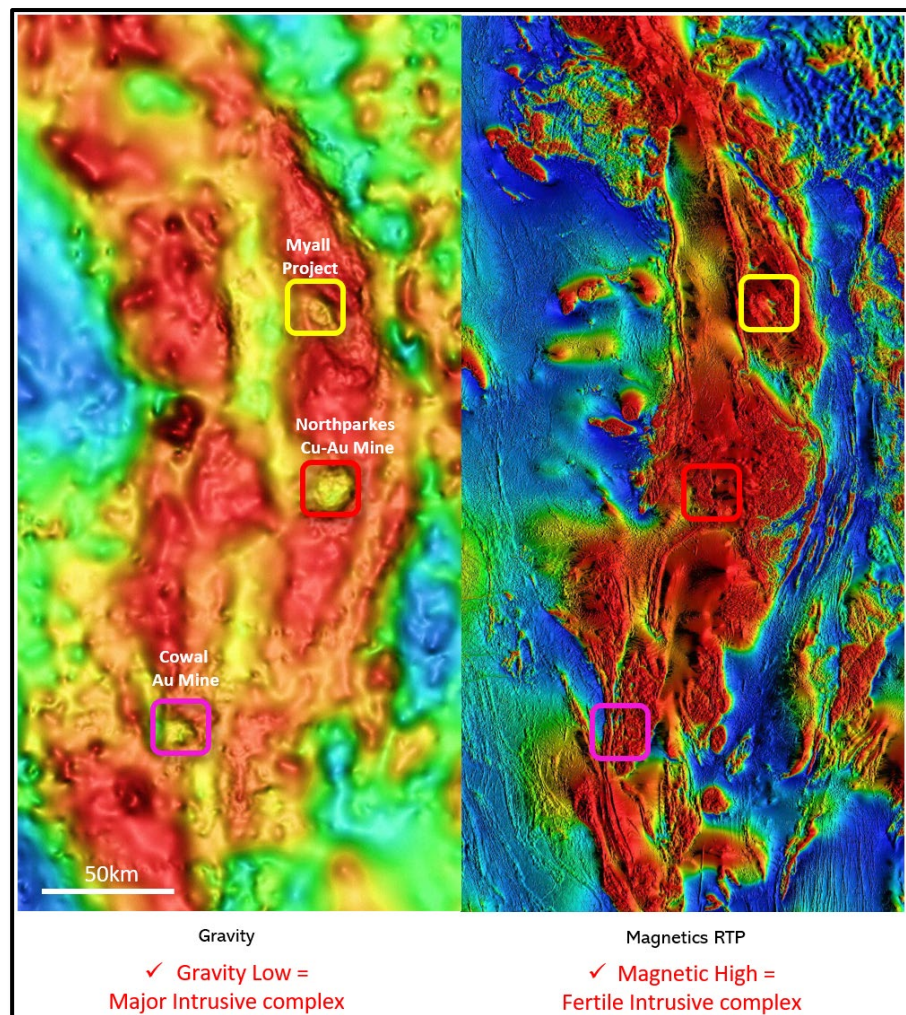 Myall
Project
Northparkes
Cu-Au Mine
Cowal
Au Mine
50km
Gravity
Magnetics RTP
✓ Gravity Low =
Major Intrusive complex
✓ Magnetic High =
Fertile Intrusive complex